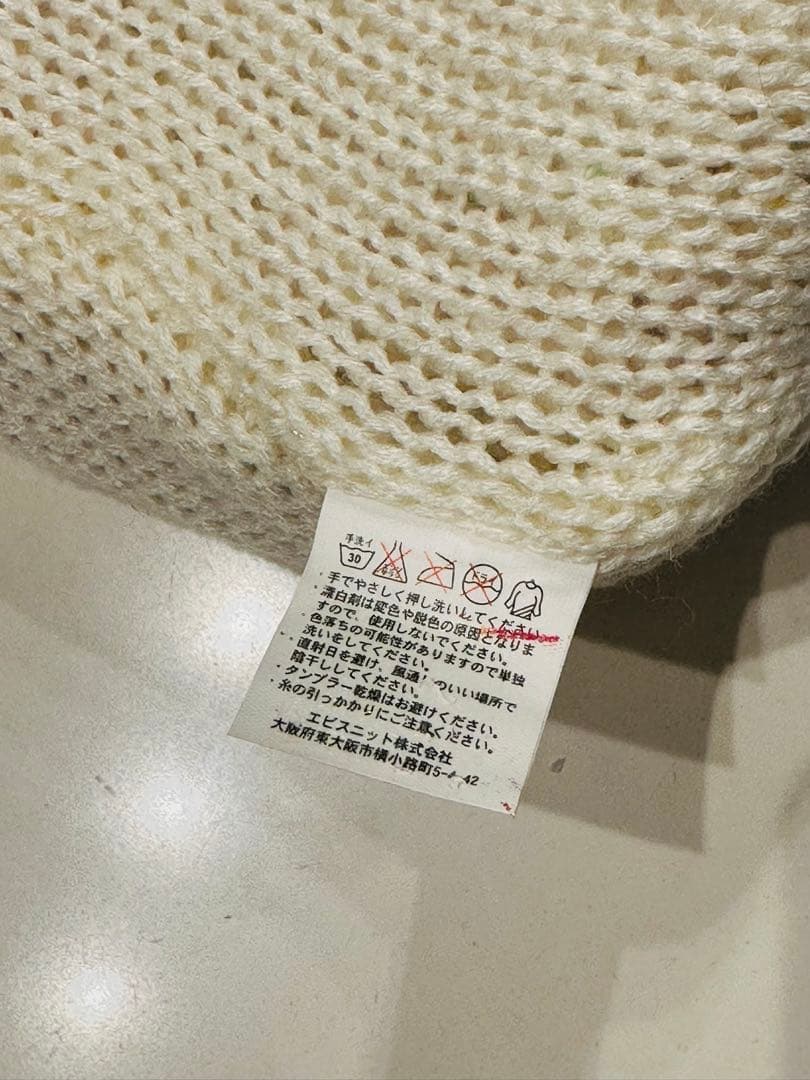 手洗イ
30
エンソ
ドライ
・手でやさしく押し洗いしてください。
・漂白剤は変色や脱色の原因となりま
すので、使用しないでください。
・色落ちの可能性がありますので単独
洗いをしてください。
・直射日を避け、風通しのいい場所で
陰干ししてください。
・タンブラー乾燥はお避けください。
・糸の引っかかりにご注意ください。
エビスニット株式会社
大阪府東大阪市横小路町5- -42